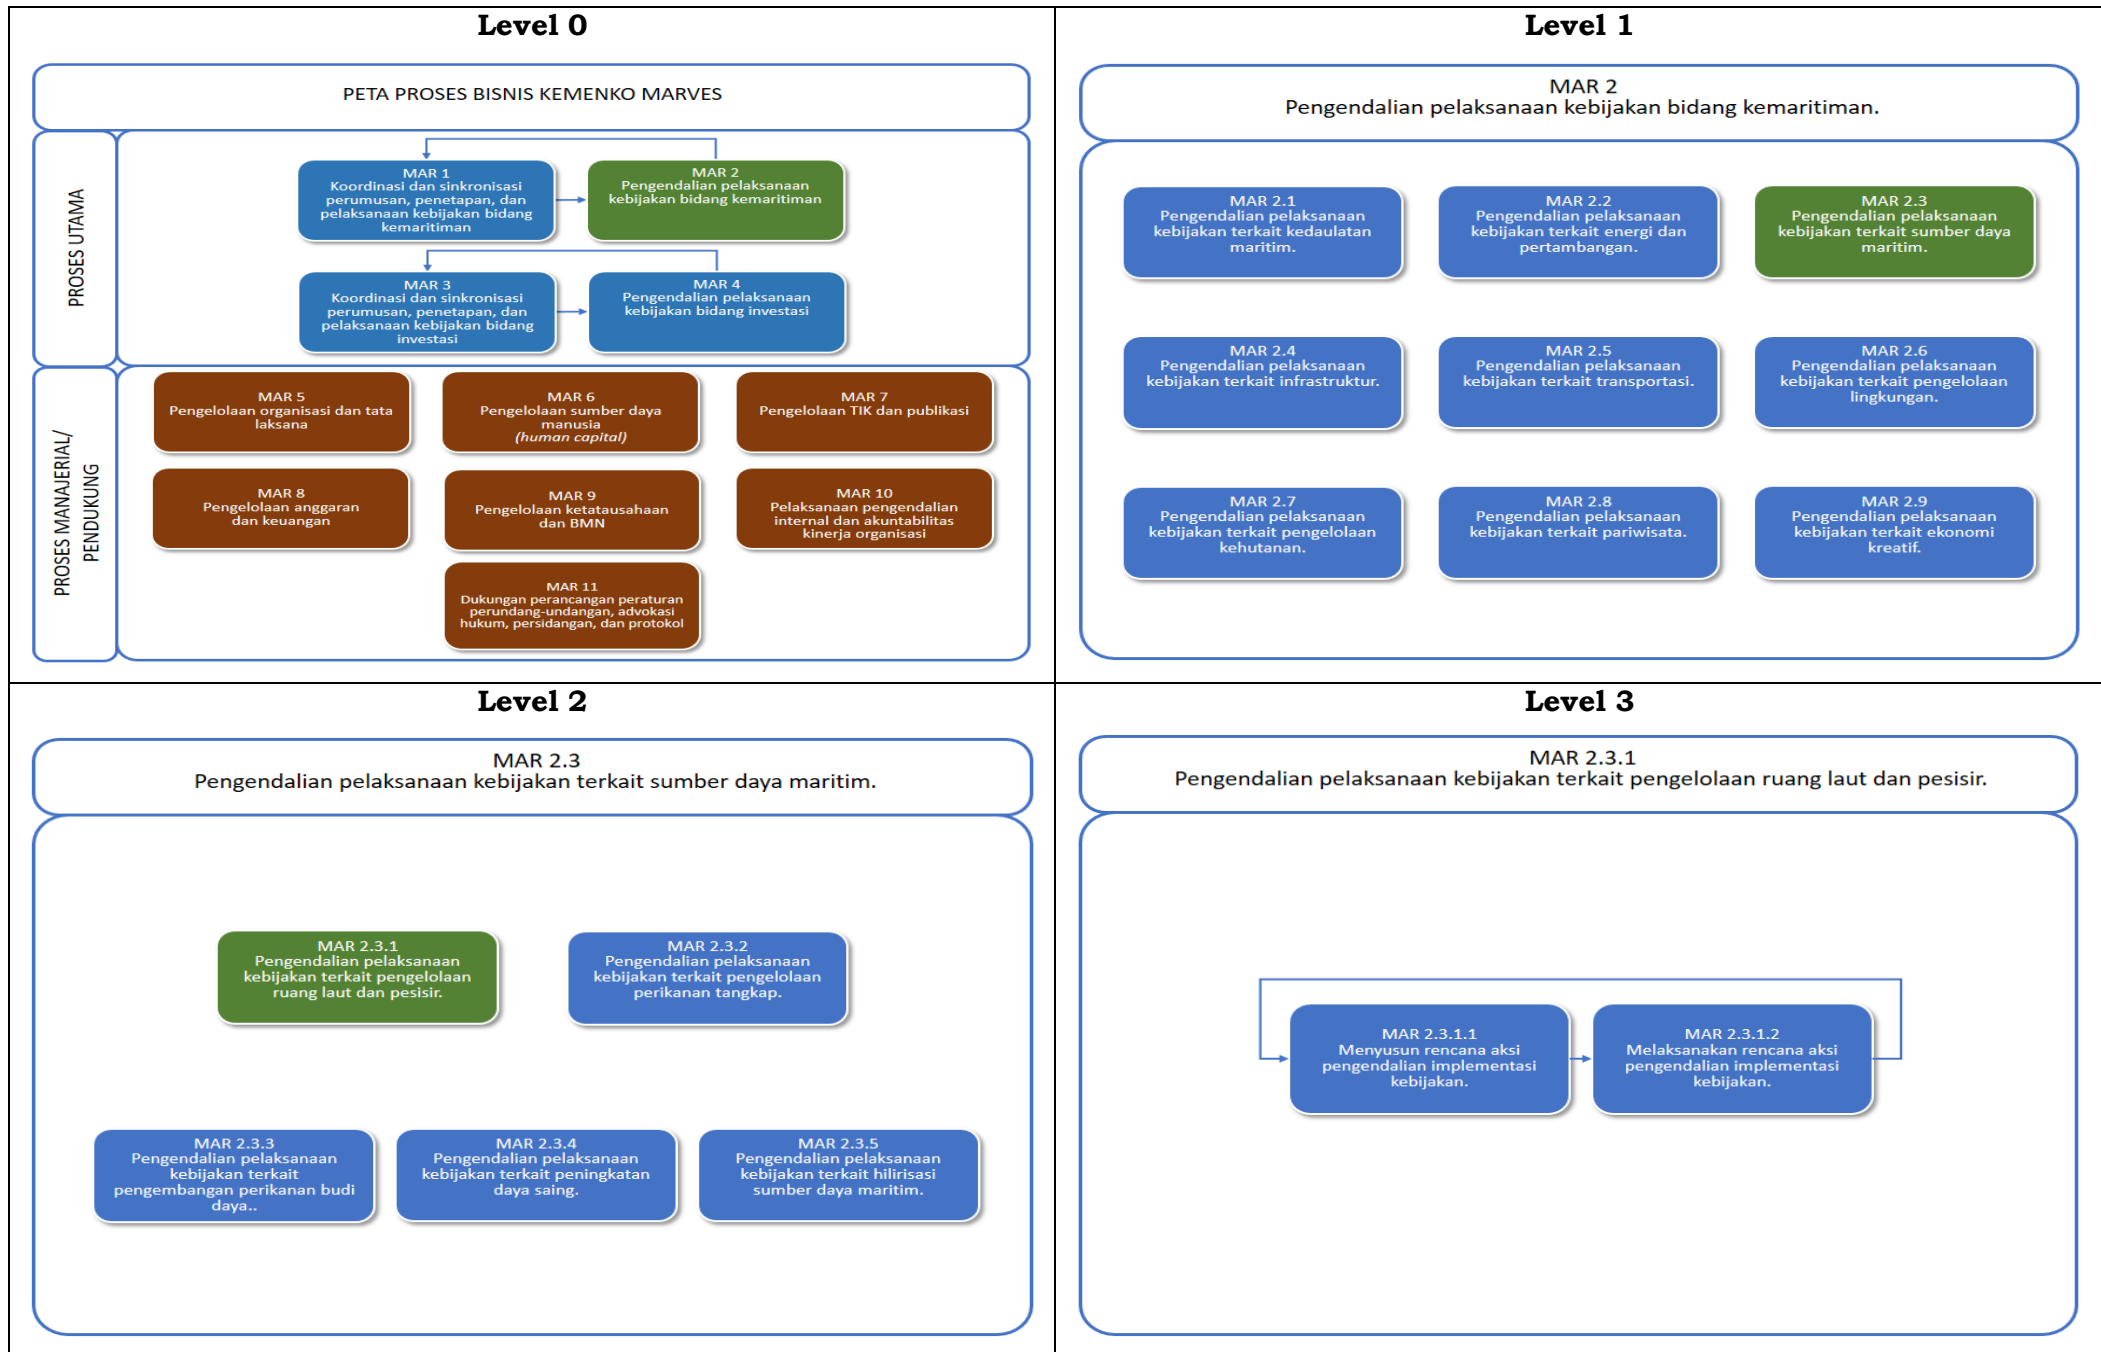 Level 0
PETA PROSES BISNIS KEMENKO MARVES
PROSES UTAMA
MAR 1
Koordinasi dan sinkronisasi
perumusan, penetapan, dan
pelaksanaan kebijakan bidang
kemaritiman
MAR 2
Pengendalian pelaksanaan
kebijakan bidang kemaritiman
MAR 3
Koordinasi dan sinkronisasi
perumusan, penetapan, dan
pelaksanaan kebijakan bidang
investasi
MAR 4
Pengendalian pelaksanaan
kebijakan bidang investasi
PROSES MANAJERIAL/
PENDUKUNG
MAR 5
Pengelolaan organisasi dan tata
laksana
MAR 6
Pengelolaan sumber daya
manusia
(human capital)
MAR 7
Pengelolaan TIK dan publikasi
MAR 8
Pengelolaan anggaran
dan keuangan
MAR 9
Pengelolaan ketatausahaan
dan BMN
MAR 10
Pelaksanaan pengendalian
internal dan akuntabilitas
kinerja organisasi
MAR 11
Dukungan perancangan peraturan
perundang-undangan, advokasi
hukum, persidangan, dan protokol
Level 1
MAR 2
Pengendalian pelaksanaan kebijakan bidang kemaritiman.
MAR 2.1
Pengendalian pelaksanaan
kebijakan terkait kedaulatan
maritim.
MAR 2.2
Pengendalian pelaksanaan
kebijakan terkait energi dan
pertambangan.
MAR 2.3
Pengendalian pelaksanaan
kebijakan terkait sumber daya
maritim.
MAR 2.4
Pengendalian pelaksanaan
kebijakan terkait infrastruktur.
MAR 2.5
Pengendalian pelaksanaan
kebijakan terkait transportasi.
MAR 2.6
Pengendalian pelaksanaan
kebijakan terkait pengelolaan
lingkungan.
MAR 2.7
Pengendalian pelaksanaan
kebijakan terkait pengelolaan
kehutanan.
MAR 2.8
Pengendalian pelaksanaan
kebijakan terkait pariwisata.
MAR 2.9
Pengendalian pelaksanaan
kebijakan terkait ekonomi
kreatif.
Level 2
MAR 2.3
Pengendalian pelaksanaan kebijakan terkait sumber daya maritim.
MAR 2.3.1
Pengendalian pelaksanaan
kebijakan terkait pengelolaan
ruang laut dan pesisir.
MAR 2.3.2
Pengendalian pelaksanaan
kebijakan terkait pengelolaan
perikanan tangkap.
MAR 2.3.3
Pengendalian pelaksanaan
kebijakan terkait
pengembangan perikanan budi
daya..
MAR 2.3.4
Pengendalian pelaksanaan
kebijakan terkait peningkatan
daya saing.
MAR 2.3.5
Pengendalian pelaksanaan
kebijakan terkait hilirisasi
sumber daya maritim.
Level 3
MAR 2.3.1
Pengendalian pelaksanaan kebijakan terkait pengelolaan ruang laut dan pesisir.
MAR 2.3.1.1
Menyusun rencana aksi
pengendalian implementasi
kebijakan.
MAR 2.3.1.2
Melaksanakan rencana aksi
pengendalian implementasi
kebijakan.